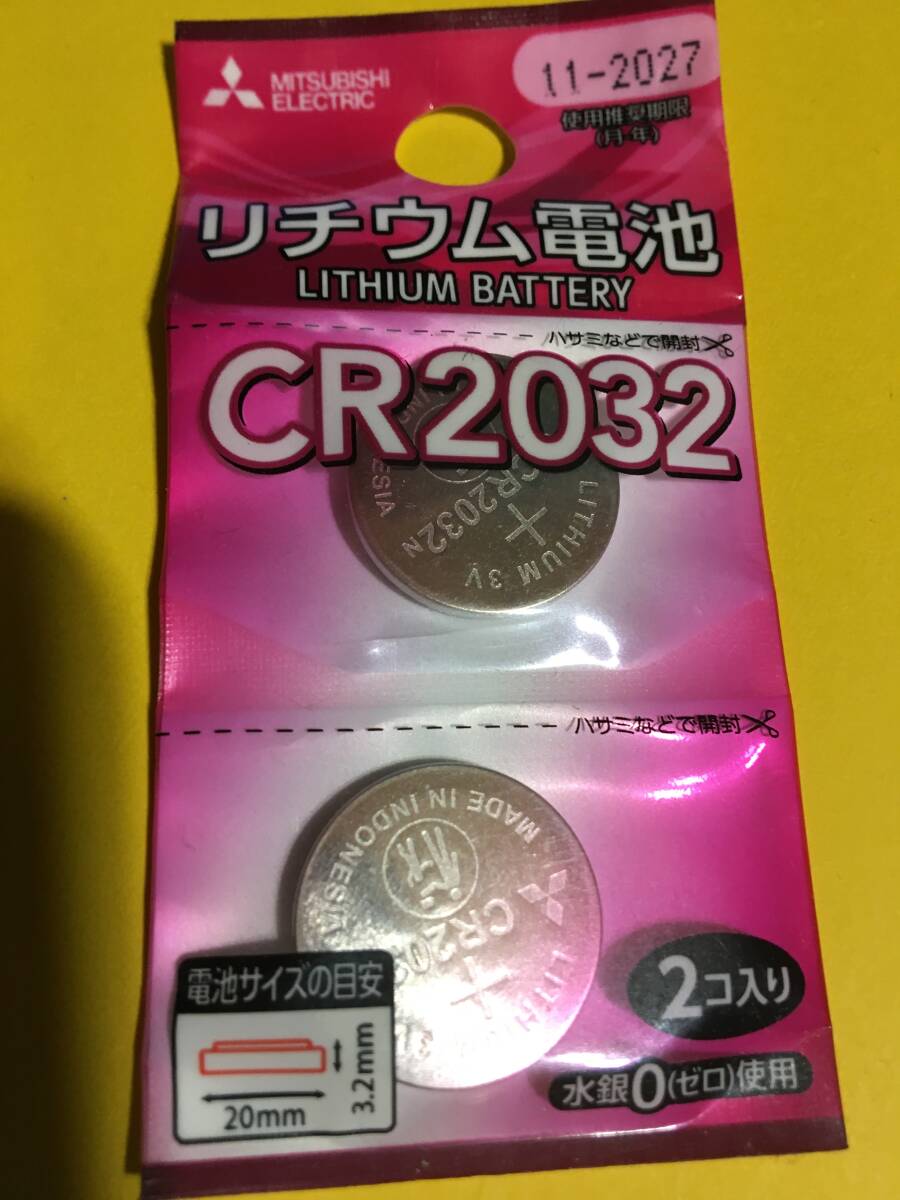 MITSUBISHI
ELECTRIC
11-2027
使用推奨期限
(月-年)
リチウム電池
LITHIUM BATTERY
ハサミなどで開封
CR2032
CR2032N
LITHIUM 3V
ハサミなどで開封
MADE IN INDONESIA
電池サイズの目安
3.2mm
20mm
2コ入り
水銀0(ゼロ)使用